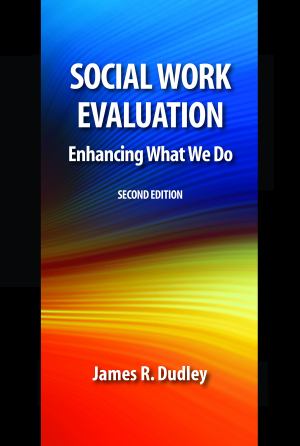 SOCIAL WORK
EVALUATION
Enhancing What We Do
SECOND EDITION
James R. Dudley